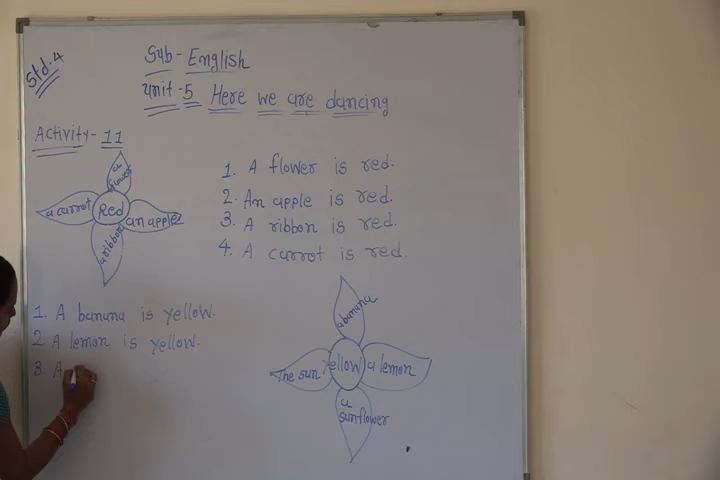 Std. 4
Sub - English
Unit - 5 Here we are dancing
Activity - 11
a flower
a carrot
Red
an apple
a ribbon
1. A flower is red.
2. An apple is red.
3. A ribbon is red.
4. A carrot is red.
1. A banana is yellow.
2 A lemon is yellow.
3. A
a banana
The sun
yellow
a lemon
a
sunflower